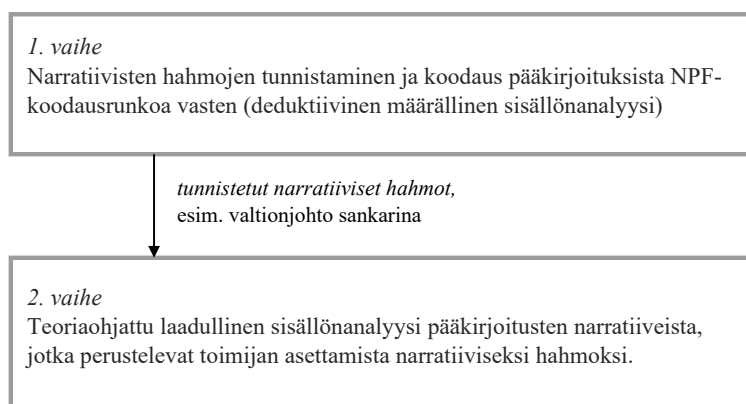 1. vaihe
Narratiivisten hahmojen tunnistaminen ja koodaus pääkirjoituksista NPF-
koodausrunkoa vasten (deduktiivinen määrällinen sisällönanalyysi)
tunnistetut narratiiviset hahmot,
esim. valtionjohto sankarina
2. vaihe
Teoriaohjattu laadullinen sisällönanalyysi pääkirjoitusten narratiiveista,
jotka perustelevat toimijan asettamista narratiiviseksi hahmoksi.